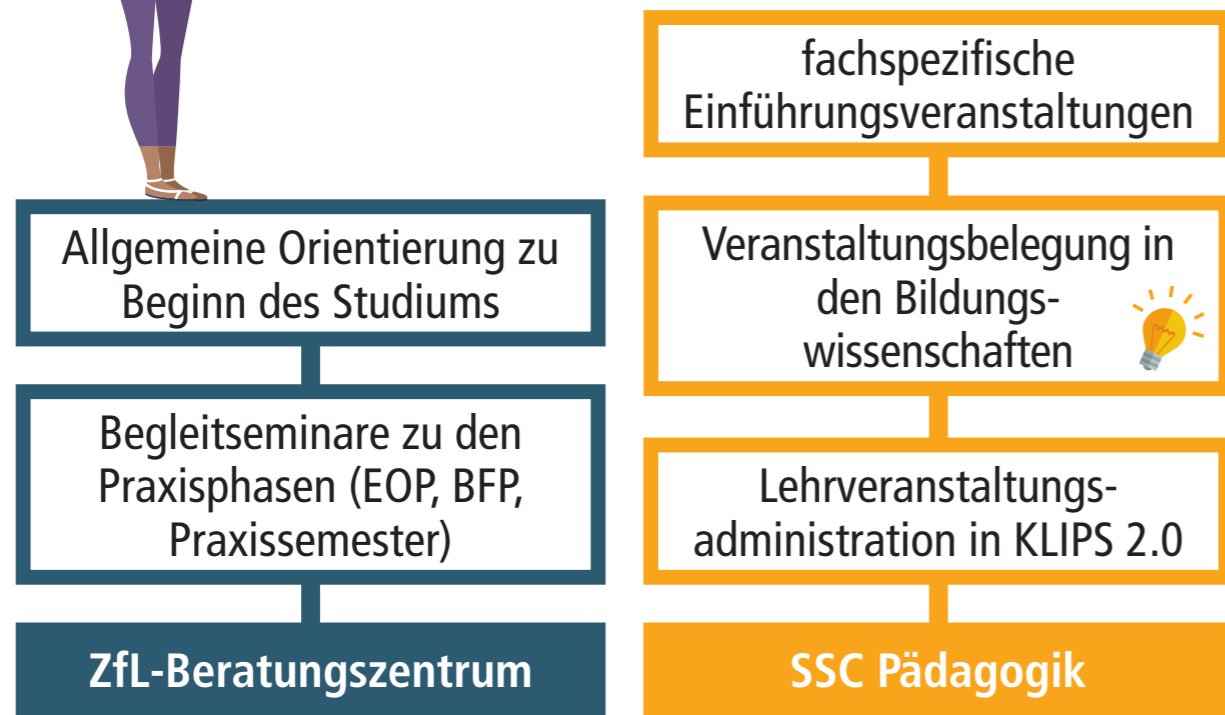 Allgemeine Orientierung zu
Beginn des Studiums
Begleitseminare zu den
Praxisphasen (EOP, BFP,
Praxissemester)
ZfL-Beratungszentrum
fachspezifische
Einführungsveranstaltungen
Veranstaltungsbelegung in
den Bildungs-
wissenschaften
Lehrveranstaltungs-
administration in KLIPS 2.0
SSC Pädagogik